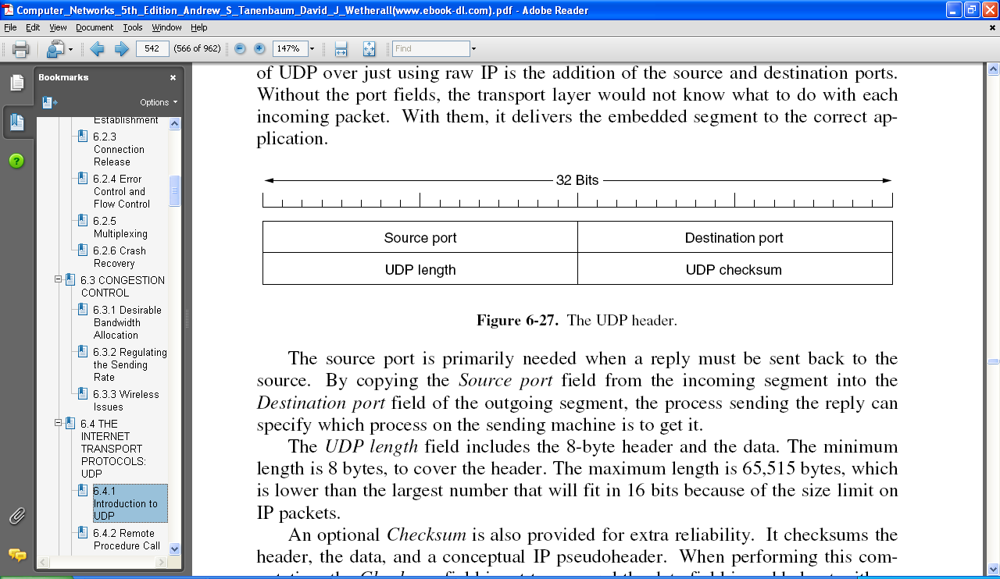 Computer_Networks_5th_Edition_Andrew_S_Tanenbaum_David_J_Wetherall(www.ebook-dl.com).pdf - Adobe Reader
File Edit View Document Tools Window Help
542 (566 of 962) 147% Find
Bookmarks
Options
Establishment
6.2.3
Connection
Release
6.2.4 Error
Control and
Flow Control
6.2.5
Multiplexing
6.2.6 Crash
Recovery
6.3 CONGESTION
CONTROL
6.3.1 Desirable
Bandwidth
Allocation
6.3.2 Regulating
the Sending
Rate
6.3.3 Wireless
Issues
6.4 THE
INTERNET
TRANSPORT
PROTOCOLS:
UDP
6.4.1
Introduction to
UDP
6.4.2 Remote
Procedure Call
of UDP over just using raw IP is the addition of the source and destination ports.
Without the port fields, the transport layer would not know what to do with each
incoming packet. With them, it delivers the embedded segment to the correct ap-
plication.
32 Bits
Source port Destination port
UDP length UDP checksum
Figure 6-27. The UDP header.
The source port is primarily needed when a reply must be sent back to the
source. By copying the Source port field from the incoming segment into the
Destination port field of the outgoing segment, the process sending the reply can
specify which process on the sending machine is to get it.
The UDP length field includes the 8-byte header and the data. The minimum
length is 8 bytes, to cover the header. The maximum length is 65,515 bytes, which
is lower than the largest number that will fit in 16 bits because of the size limit on
IP packets.
An optional Checksum is also provided for extra reliability. It checksums the
header, the data, and a conceptual IP pseudoheader. When performing this com-